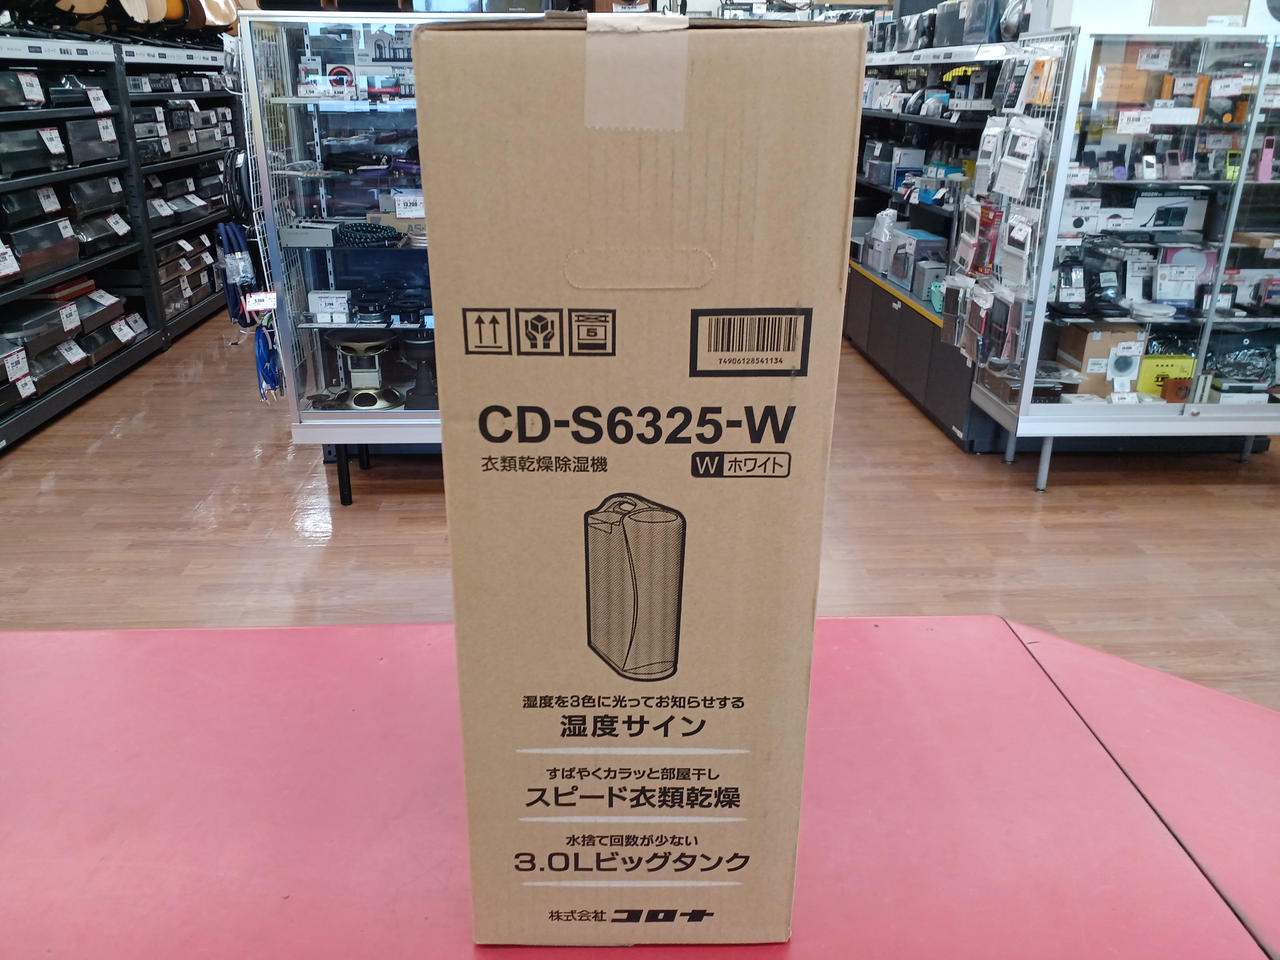 5
T4906128541134
CD-S6325-W
衣類乾燥除湿機
W ホワイト
湿度を3色に光ってお知らせする
湿度サイン
すばやくカラッと部屋干し
スピード衣類乾燥
水捨て回数が少ない
3.0Lビッグタンク
株式会社 コロナ